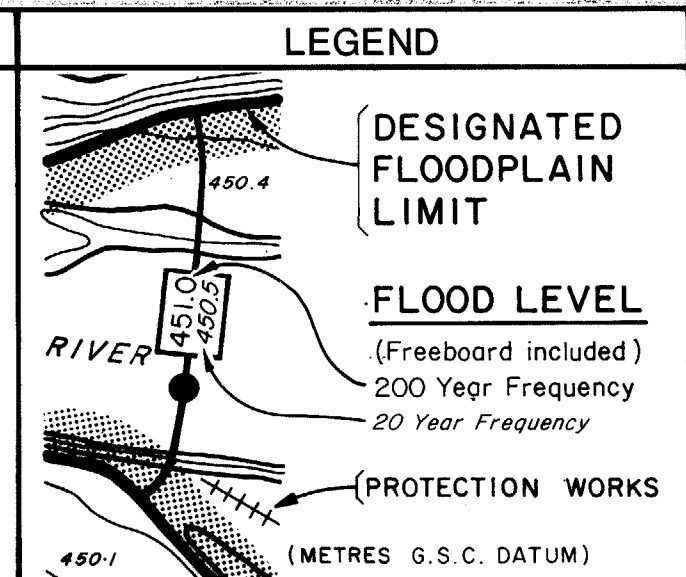 LEGEND
DESIGNATED
FLOODPLAIN
LIMIT
450.4
451.0
450.5
FLOOD LEVEL
(Freeboard included)
200 Year Frequency
20 Year Frequency
RIVER
PROTECTION WORKS
450.1
(METRES G.S.C. DATUM)